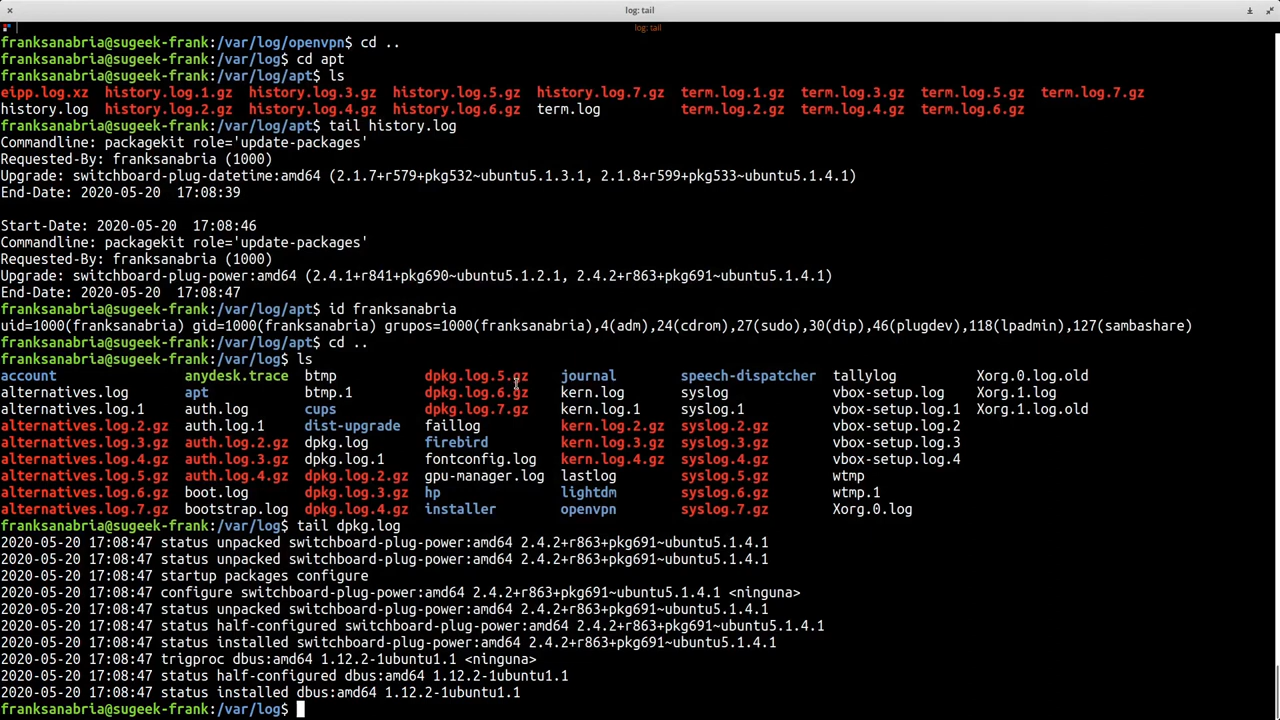 log: tail
log: tail
franksanabria@sugeek-frank:/var/log/openvpn$ cd ..
franksanabria@sugeek-frank:/var/log$ cd apt
franksanabria@sugeek-frank:/var/log/apt$ ls
eipp.log.xz history.log.1.gz history.log.3.gz history.log.5.gz history.log.7.gz term.log.1.gz term.log.3.gz term.log.5.gz term.log.7.gz
history.log history.log.2.gz history.log.4.gz history.log.6.gz term.log term.log.2.gz term.log.4.gz term.log.6.gz
franksanabria@sugeek-frank:/var/log/apt$ tail history.log
Commandline: packagekit role='update-packages'
Requested-By: franksanabria (1000)
Upgrade: switchboard-plug-datetime:amd64 (2.1.7+r579+pkg532~ubuntu5.1.3.1, 2.1.8+r599+pkg533~ubuntu5.1.4.1)
End-Date: 2020-05-20  17:08:39
Start-Date: 2020-05-20  17:08:46
Commandline: packagekit role='update-packages'
Requested-By: franksanabria (1000)
Upgrade: switchboard-plug-power:amd64 (2.4.1+r841+pkg690~ubuntu5.1.2.1, 2.4.2+r863+pkg691~ubuntu5.1.4.1)
End-Date: 2020-05-20  17:08:47
franksanabria@sugeek-frank:/var/log/apt$ id franksanabria
uid=1000(franksanabria) gid=1000(franksanabria) grupos=1000(franksanabria),4(adm),24(cdrom),27(sudo),30(dip),46(plugdev),118(lpadmin),127(sambashare)
franksanabria@sugeek-frank:/var/log/apt$ cd ..
franksanabria@sugeek-frank:/var/log$ ls
account anydesk.trace btmp dpkg.log.5.gz journal speech-dispatcher tallylog Xorg.0.log.old
alternatives.log apt btmp.1 dpkg.log.6.gz kern.log syslog vbox-setup.log Xorg.1.log
alternatives.log.1 auth.log cups dpkg.log.7.gz kern.log.1 syslog.1 vbox-setup.log.1 Xorg.1.log.old
alternatives.log.2.gz auth.log.1 dist-upgrade faillog kern.log.2.gz syslog.2.gz vbox-setup.log.2
alternatives.log.3.gz auth.log.2.gz dpkg.log firebird kern.log.3.gz syslog.3.gz vbox-setup.log.3
alternatives.log.4.gz auth.log.3.gz dpkg.log.1 fontconfig.log kern.log.4.gz syslog.4.gz vbox-setup.log.4
alternatives.log.5.gz auth.log.4.gz dpkg.log.2.gz gpu-manager.log lastlog syslog.5.gz wtmp
alternatives.log.6.gz boot.log dpkg.log.3.gz hp lightdm syslog.6.gz wtmp.1
alternatives.log.7.gz bootstrap.log dpkg.log.4.gz installer openvpn syslog.7.gz Xorg.0.log
franksanabria@sugeek-frank:/var/log$ tail dpkg.log
2020-05-20 17:08:47 status unpacked switchboard-plug-power:amd64 2.4.2+r863+pkg691~ubuntu5.1.4.1
2020-05-20 17:08:47 status unpacked switchboard-plug-power:amd64 2.4.2+r863+pkg691~ubuntu5.1.4.1
2020-05-20 17:08:47 startup packages configure
2020-05-20 17:08:47 configure switchboard-plug-power:amd64 2.4.2+r863+pkg691~ubuntu5.1.4.1 <ninguna>
2020-05-20 17:08:47 status unpacked switchboard-plug-power:amd64 2.4.2+r863+pkg691~ubuntu5.1.4.1
2020-05-20 17:08:47 status half-configured switchboard-plug-power:amd64 2.4.2+r863+pkg691~ubuntu5.1.4.1
2020-05-20 17:08:47 status installed switchboard-plug-power:amd64 2.4.2+r863+pkg691~ubuntu5.1.4.1
2020-05-20 17:08:47 trigproc dbus:amd64 1.12.2-1ubuntu1.1 <ninguna>
2020-05-20 17:08:47 status half-configured dbus:amd64 1.12.2-1ubuntu1.1
2020-05-20 17:08:47 status installed dbus:amd64 1.12.2-1ubuntu1.1
franksanabria@sugeek-frank:/var/log$